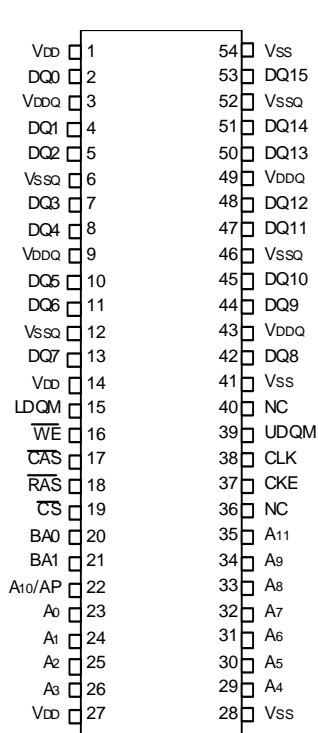 VDD 1 54 VSS
DQ0 2 53 DQ15
VDDQ 3 52 VSSQ
DQ1 4 51 DQ14
DQ2 5 50 DQ13
VSSQ 6 49 VDDQ
DQ3 7 48 DQ12
DQ4 8 47 DQ11
VDDQ 9 46 VSSQ
DQ5 10 45 DQ10
DQ6 11 44 DQ9
VSSQ 12 43 VDDQ
DQ7 13 42 DQ8
VDD 14 41 VSS
LDQM 15 40 NC
W̅E̅ 16 39 UDQM
C̅A̅S̅ 17 38 CLK
R̅A̅S̅ 18 37 CKE
C̅S̅ 19 36 NC
BA0 20 35 A11
BA1 21 34 A9
A10/AP 22 33 A8
A0 23 32 A7
A1 24 31 A6
A2 25 30 A5
A3 26 29 A4
VDD 27 28 VSS